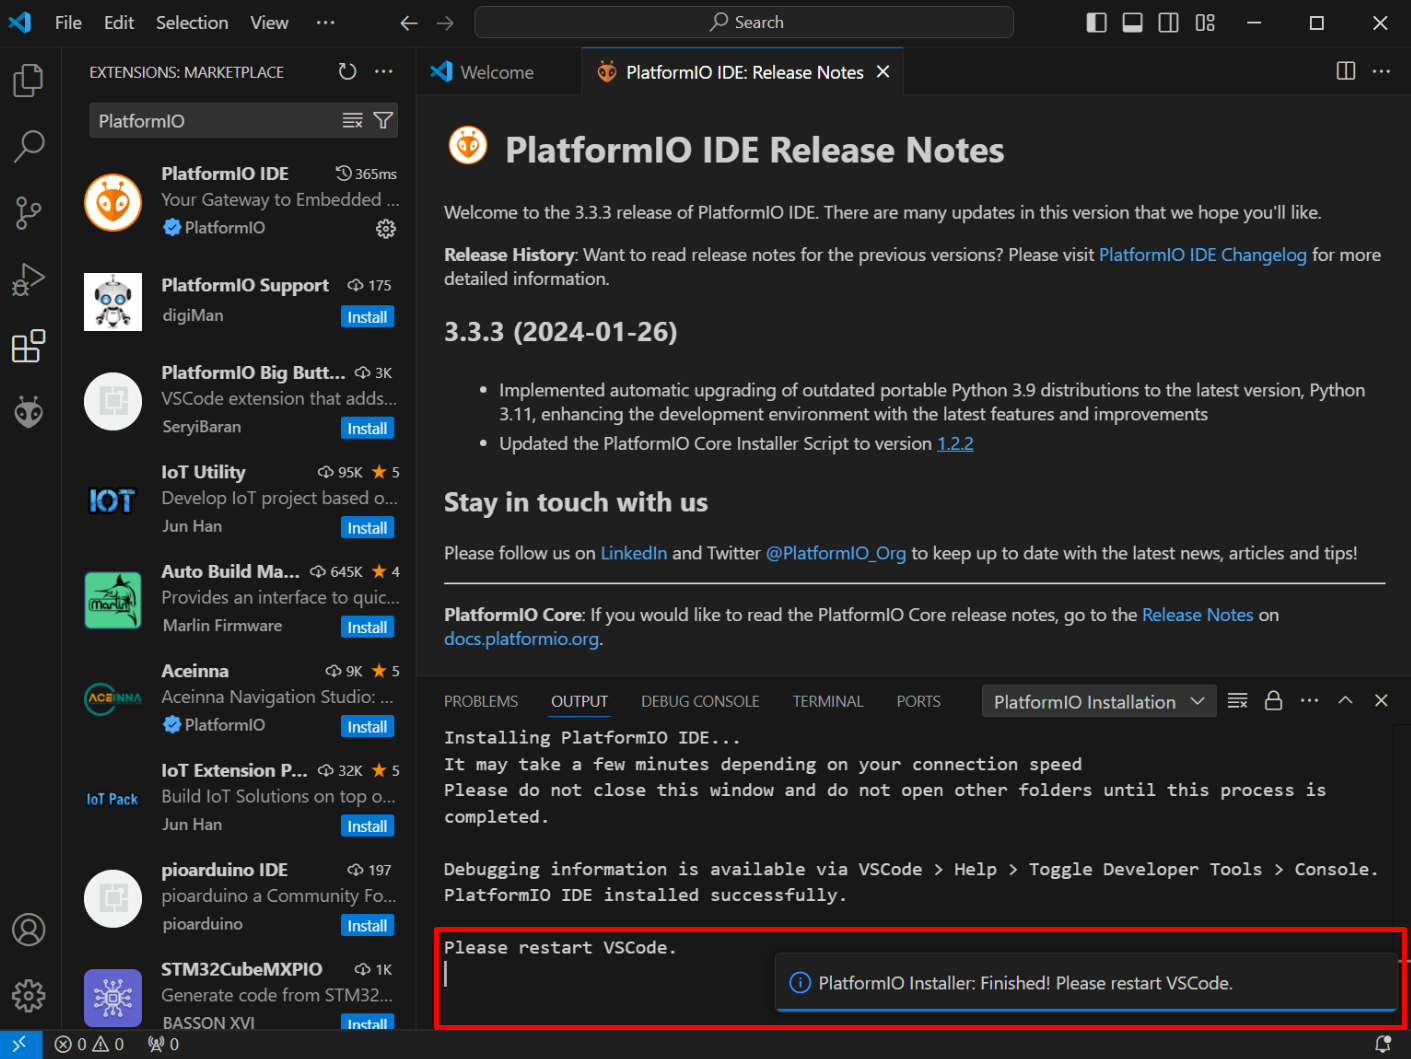 File Edit Selection View ···
Search
EXTENSIONS: MARKETPLACE
PlatformIO
PlatformIO IDE 365ms
Your Gateway to Embedded ...
PlatformIO
PlatformIO Support 175
digiMan Install
PlatformIO Big Butt... 3K
VSCode extension that adds...
SeryiBaran Install
IOT
IoT Utility 95K ★ 5
Develop IoT project based o...
Jun Han Install
Marlin
Auto Build Ma... 645K ★ 4
Provides an interface to quic...
Marlin Firmware Install
ACEINNA
Aceinna 9K ★ 5
Aceinna Navigation Studio: ...
PlatformIO Install
IoT Pack
IoT Extension P... 32K ★ 5
Build IoT Solutions on top o...
Jun Han Install
pioarduino IDE 197
pioarduino a Community Fo...
pioarduino Install
STM32CubeMXPIO 1K
Generate code from STM32...
BASSON XVI Install
Welcome
PlatformIO IDE: Release Notes
PlatformIO IDE Release Notes
Welcome to the 3.3.3 release of PlatformIO IDE. There are many updates in this version that we hope you'll like.
Release History: Want to read release notes for the previous versions? Please visit PlatformIO IDE Changelog for more
detailed information.
3.3.3 (2024-01-26)
• Implemented automatic upgrading of outdated portable Python 3.9 distributions to the latest version, Python
3.11, enhancing the development environment with the latest features and improvements
• Updated the PlatformIO Core Installer Script to version 1.2.2
Stay in touch with us
Please follow us on LinkedIn and Twitter @PlatformIO_Org to keep up to date with the latest news, articles and tips!
PlatformIO Core: If you would like to read the PlatformIO Core release notes, go to the Release Notes on
docs.platformio.org.
PROBLEMS OUTPUT DEBUG CONSOLE TERMINAL PORTS PlatformIO Installation
Installing PlatformIO IDE...
It may take a few minutes depending on your connection speed
Please do not close this window and do not open other folders until this process is
completed.
Debugging information is available via VSCode > Help > Toggle Developer Tools > Console.
PlatformIO IDE installed successfully.
Please restart VSCode.
PlatformIO Installer: Finished! Please restart VSCode.
0 0 0